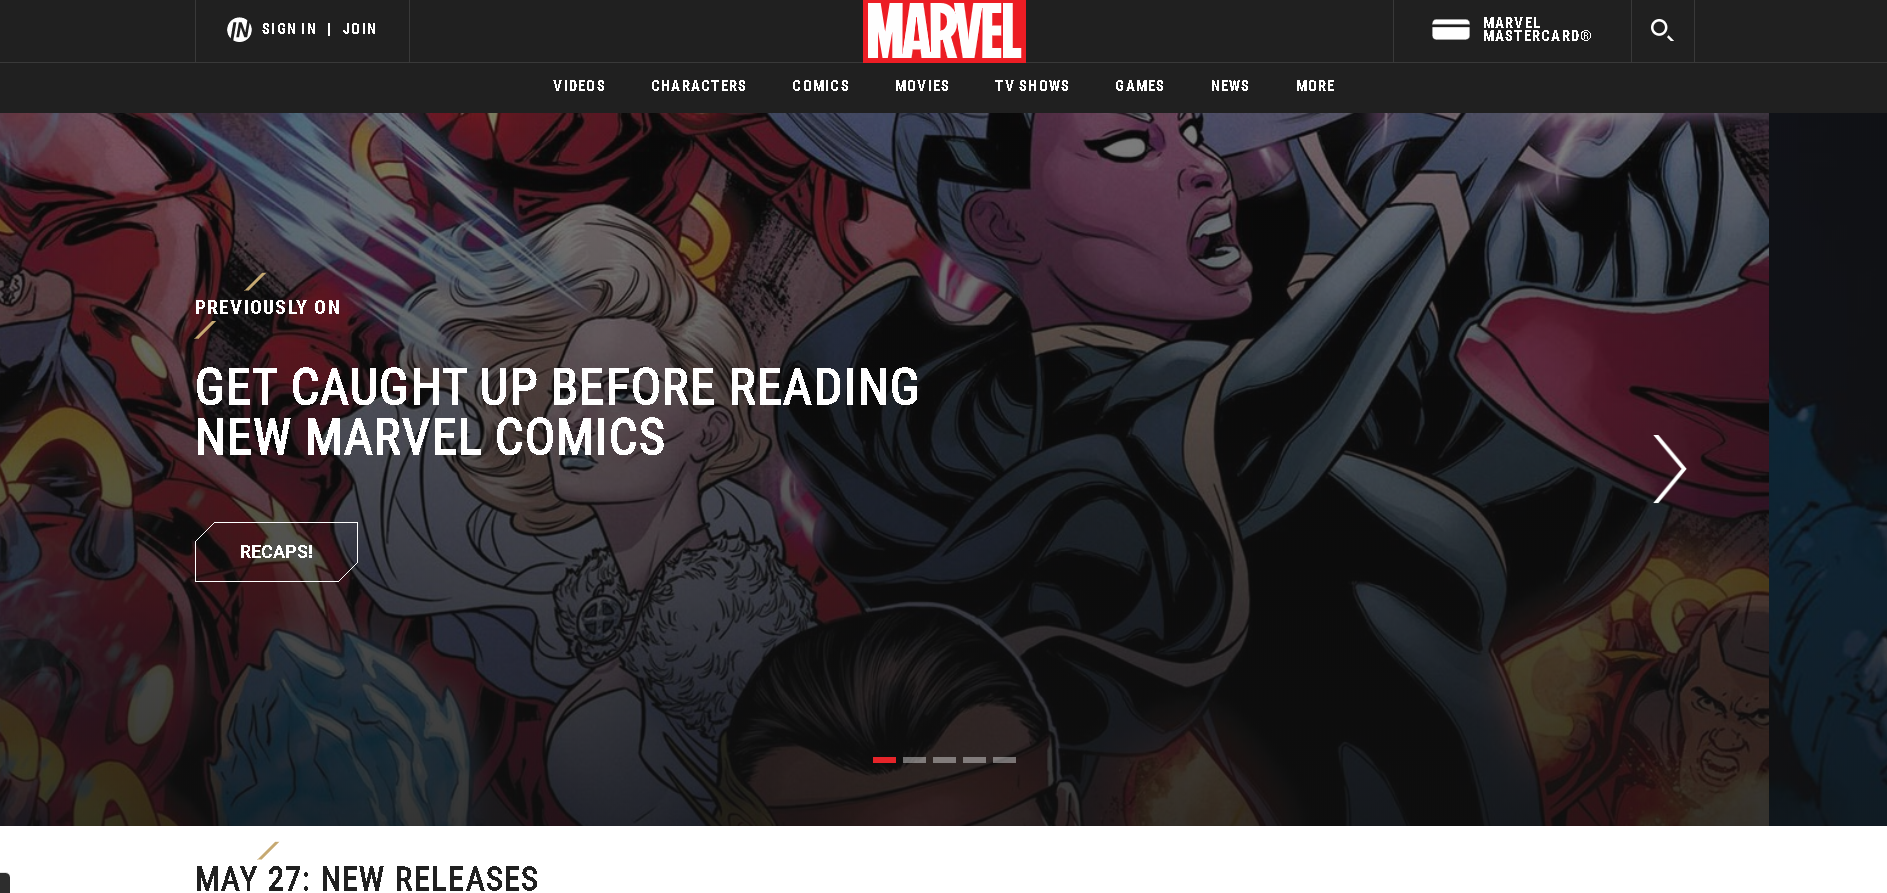 IN SIGN IN | JOIN
MARVEL
MARVEL
MASTERCARD®
VIDEOS CHARACTERS COMICS MOVIES TV SHOWS GAMES NEWS MORE
PREVIOUSLY ON
GET CAUGHT UP BEFORE READING
NEW MARVEL COMICS
RECAPS!
MAY 27: NEW RELEASES